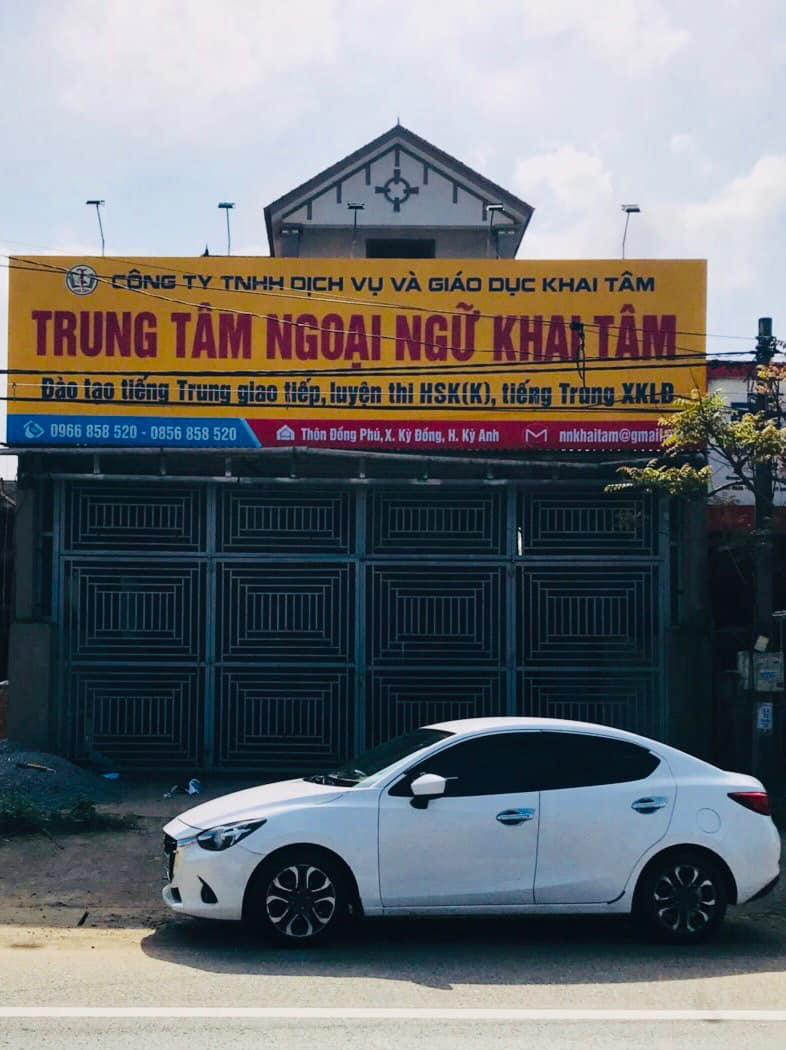 CÔNG TY TNHH DỊCH VỤ VÀ GIÁO DỤC KHAI TÂM
TRUNG TÂM NGOẠI NGỮ KHAI TÂM
Đào tạo tiếng Trung giao tiếp, luyện thi HSK(K), tiếng Trung XKLĐ
0966 858 520 - 0856 858 520
Thôn Đồng Phú, X. Kỳ Đồng, H. Kỳ Anh
nnkhaitam@gmail